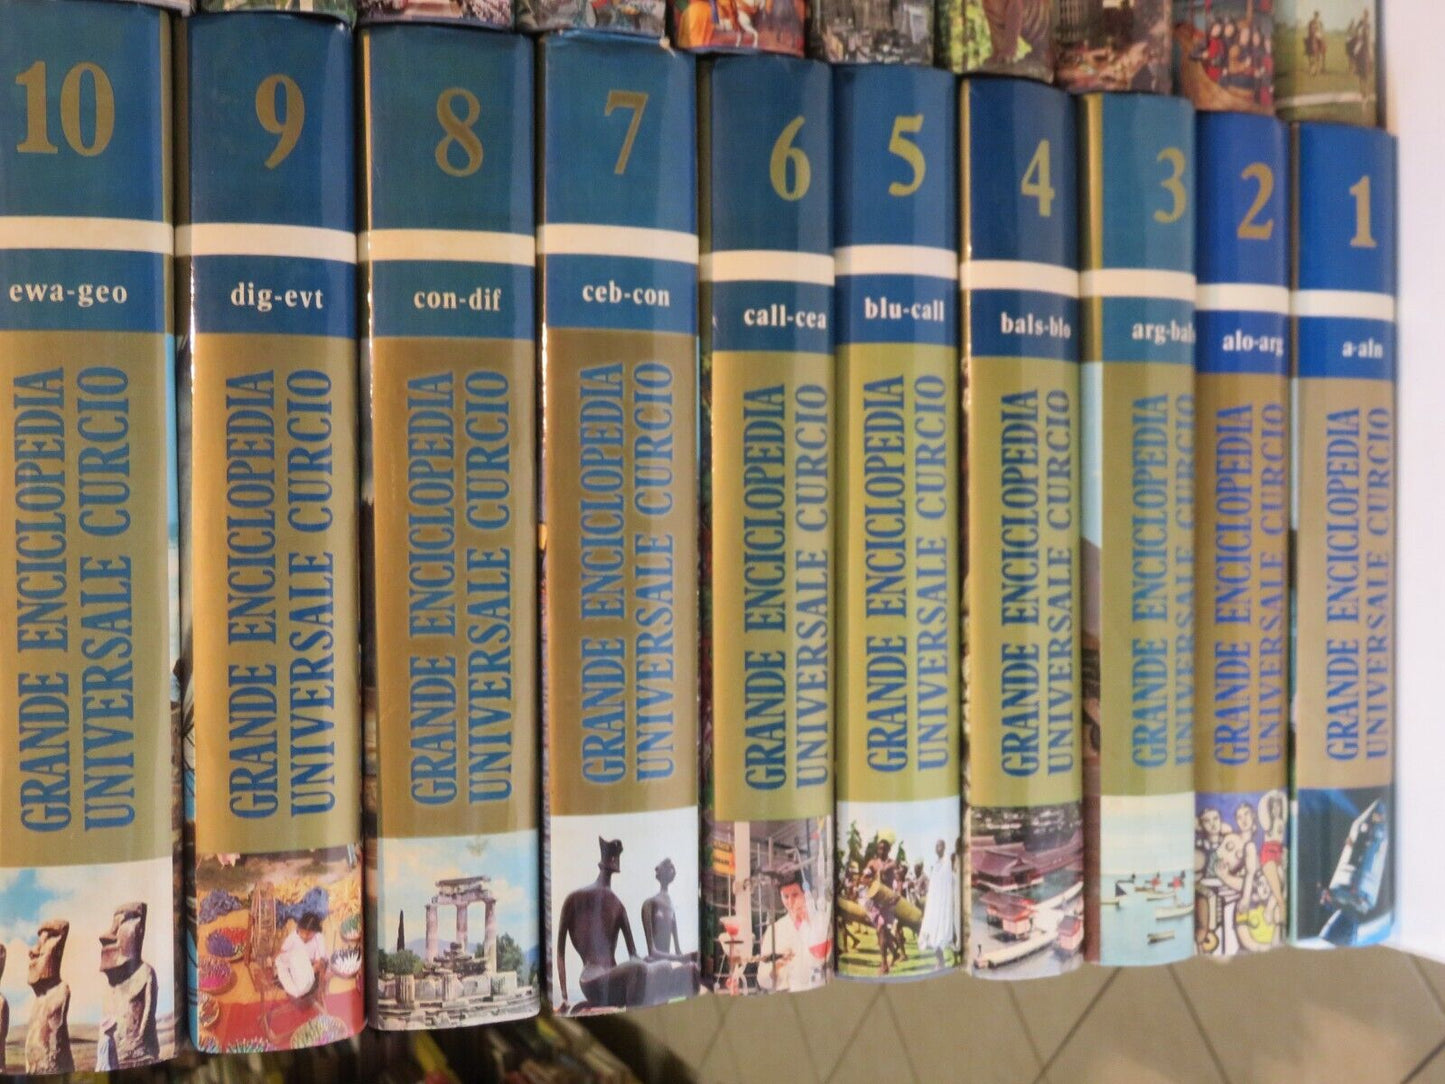 10
ewa-geo
GRANDE ENCICLOPEDIA
UNIVERSALE CURCIO
9
dig-evt
GRANDE ENCICLOPEDIA
UNIVERSALE CURCIO
8
con-dif
GRANDE ENCICLOPEDIA
UNIVERSALE CURCIO
7
ceb-con
GRANDE ENCICLOPEDIA
UNIVERSALE CURCIO
6
call-cea
GRANDE ENCICLOPEDIA
UNIVERSALE CURCIO
5
blu-call
GRANDE ENCICLOPEDIA
UNIVERSALE CURCIO
4
bals-blo
GRANDE ENCICLOPEDIA
UNIVERSALE CURCIO
3
arg-bals
GRANDE ENCICLOPEDIA
UNIVERSALE CURCIO
2
alo-arg
GRANDE ENCICLOPEDIA
UNIVERSALE CURCIO
1
a-aln
GRANDE ENCICLOPEDIA
UNIVERSALE CURCIO